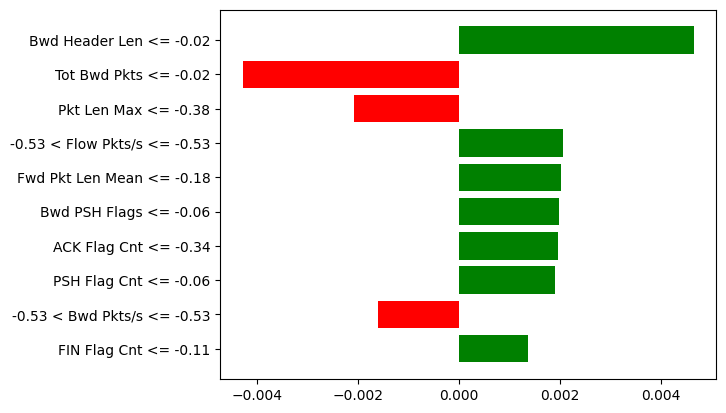 Bwd Header Len <= -0.02
Tot Bwd Pkts <= -0.02
Pkt Len Max <= -0.38
-0.53 < Flow Pkts/s <= -0.53
Fwd Pkt Len Mean <= -0.18
Bwd PSH Flags <= -0.06
ACK Flag Cnt <= -0.34
PSH Flag Cnt <= -0.06
-0.53 < Bwd Pkts/s <= -0.53
FIN Flag Cnt <= -0.11
−0.004 −0.002 0.000 0.002 0.004